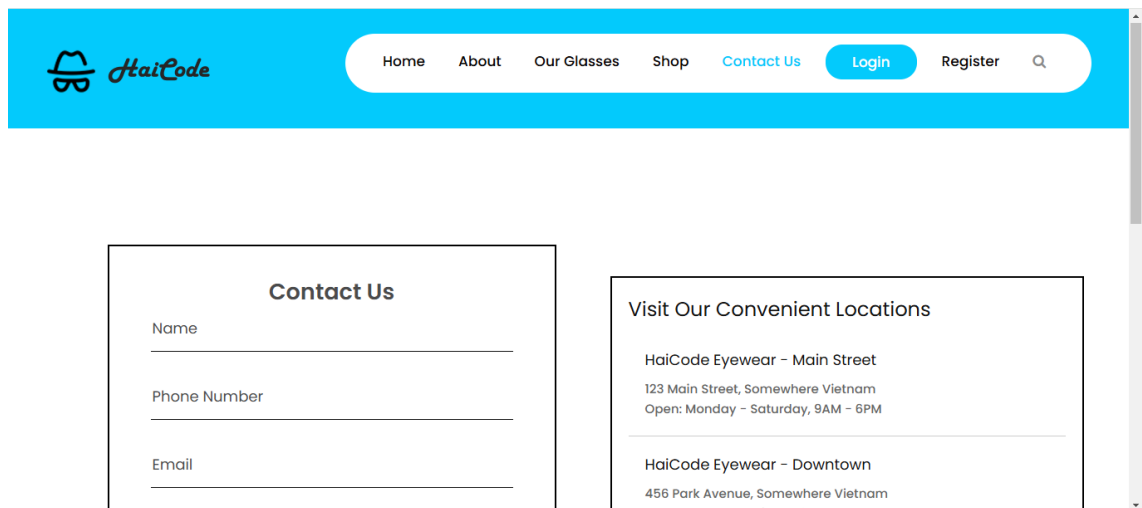 HaiCode
Home About Our Glasses Shop Contact Us Login Register
Contact Us
Name
Phone Number
Email
Visit Our Convenient Locations
HaiCode Eyewear - Main Street
123 Main Street, Somewhere Vietnam
Open: Monday - Saturday, 9AM - 6PM
HaiCode Eyewear - Downtown
456 Park Avenue, Somewhere Vietnam